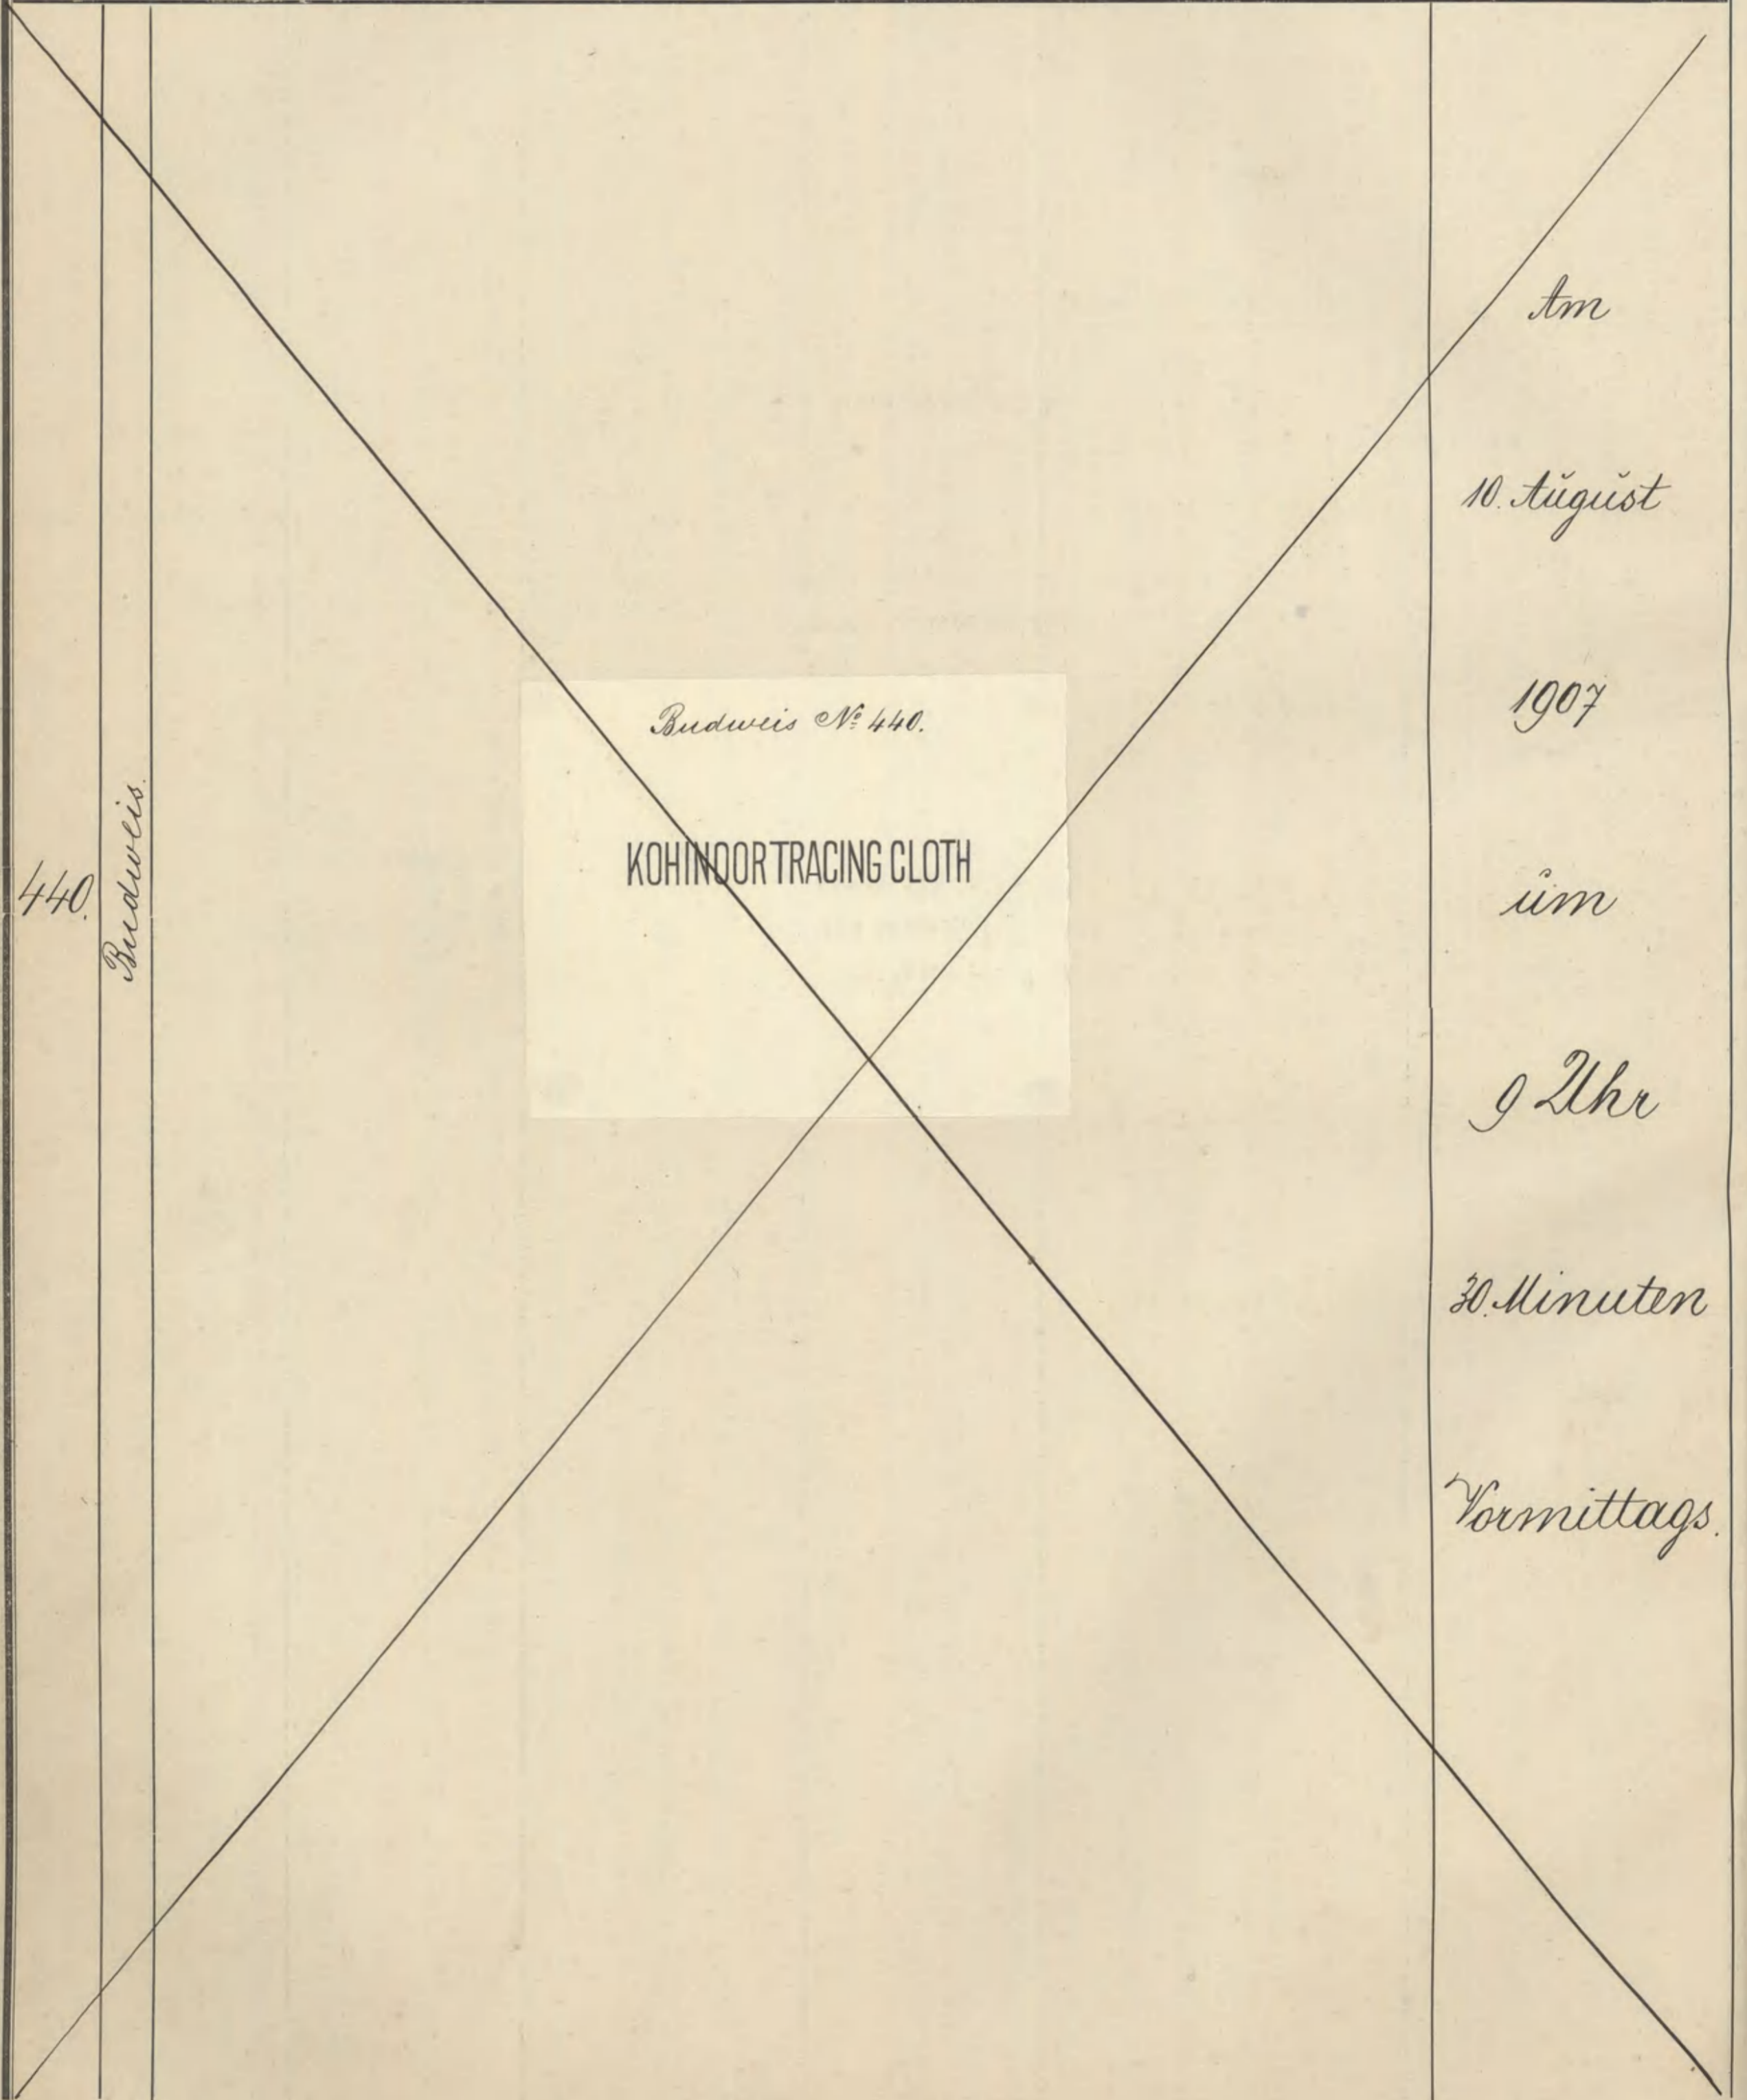 440.
Budweis.
Budweis № 440.
KOHINOOR TRACING CLOTH
Am
10. August
1907
um
9 Uhr
30. Minuten
Vormittags.